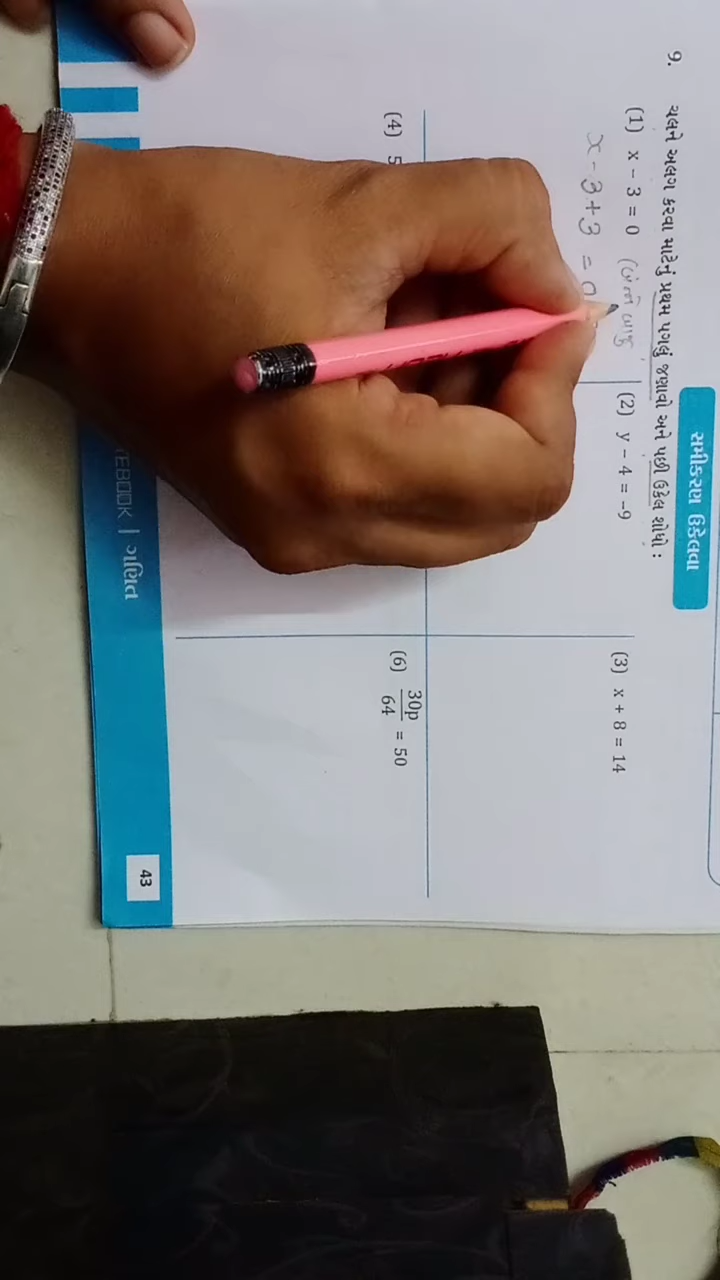 સમીકરણ ઉકેલવા
9. ચલને અલગ કરવા માટેનું પ્રથમ પગલું જણાવો અને પછી ઉકેલ શોધો :
(1) x – 3 = 0 (બંને બાજુ
x - 3 + 3 = 0
(2) y – 4 = -9
(3) x + 8 = 14
(4) 5
(6) 30p/64 = 50
TEBOOK | ગણિત
43